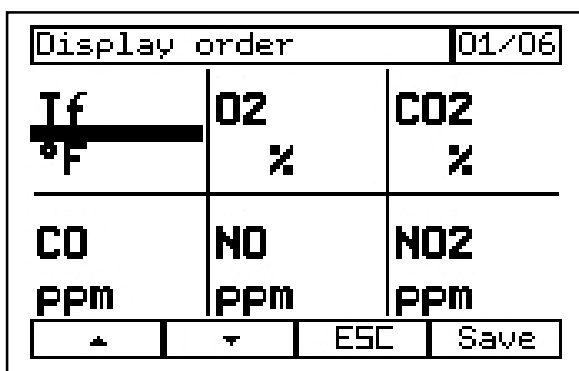 Display order 01/06
Tf O2 CO2
°F % %
CO NO NO2
ppm ppm ppm
ESC Save